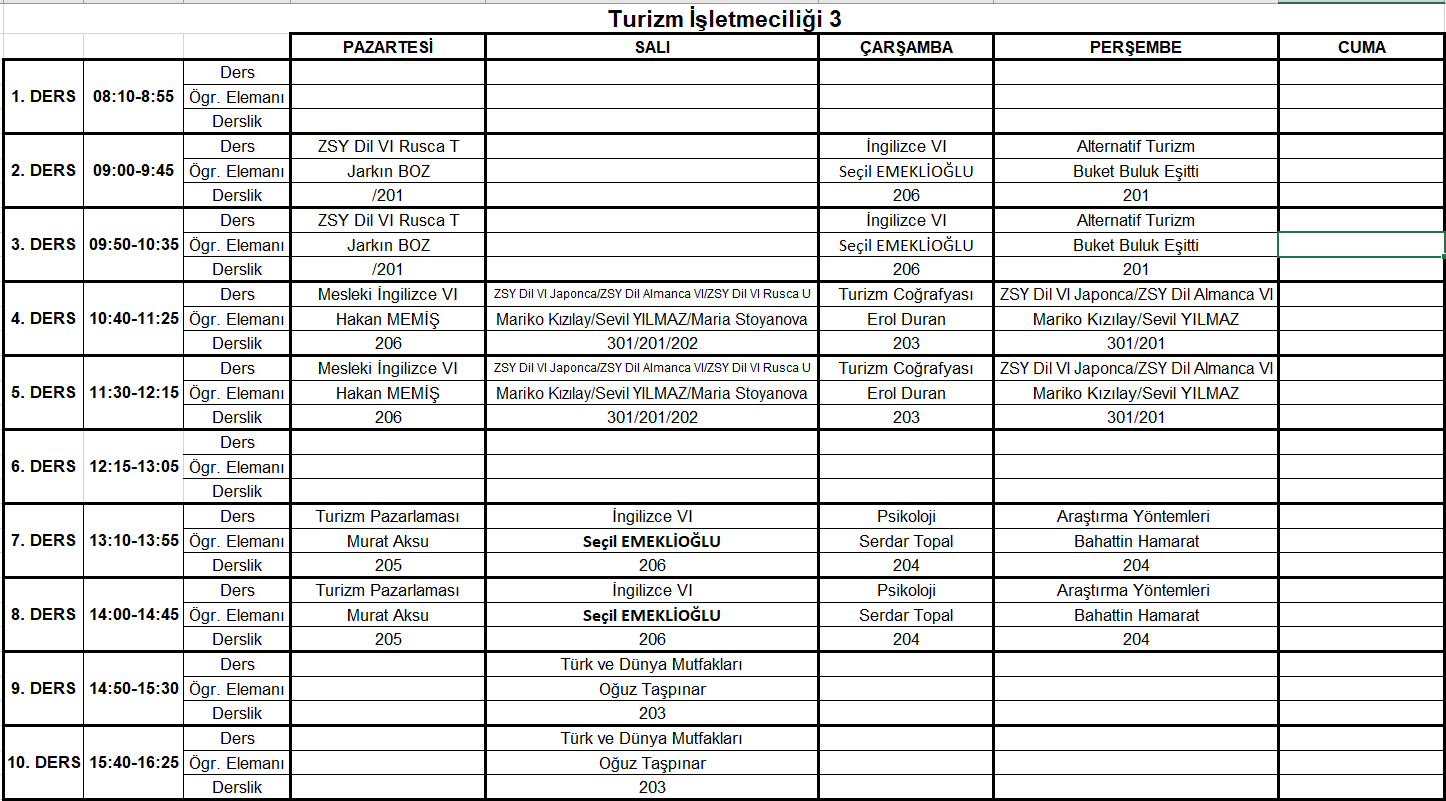 Turizm İşletmeciliği 3
PAZARTESİ SALI ÇARŞAMBA PERŞEMBE CUMA
Ders
1. DERS 08:10-8:55 Ögr. Elemanı
Derslik
Ders ZSY Dil VI Rusca T İngilizce VI Alternatif Turizm
2. DERS 09:00-9:45 Ögr. Elemanı Jarkın BOZ Seçil EMEKLİOĞLU Buket Buluk Eşitti
Derslik /201 206 201
Ders ZSY Dil VI Rusca T İngilizce VI Alternatif Turizm
3. DERS 09:50-10:35 Ögr. Elemanı Jarkın BOZ Seçil EMEKLİOĞLU Buket Buluk Eşitti
Derslik /201 206 201
Ders Mesleki İngilizce VI ZSY Dil VI Japonca/ZSY Dil Almanca VI/ZSY Dil VI Rusca U Turizm Coğrafyası ZSY Dil VI Japonca/ZSY Dil Almanca VI
4. DERS 10:40-11:25 Ögr. Elemanı Hakan MEMİŞ Mariko Kızılay/Sevil YILMAZ/Maria Stoyanova Erol Duran Mariko Kızılay/Sevil YILMAZ
Derslik 206 301/201/202 203 301/201
Ders Mesleki İngilizce VI ZSY Dil VI Japonca/ZSY Dil Almanca VI/ZSY Dil VI Rusca U Turizm Coğrafyası ZSY Dil VI Japonca/ZSY Dil Almanca VI
5. DERS 11:30-12:15 Ögr. Elemanı Hakan MEMİŞ Mariko Kızılay/Sevil YILMAZ/Maria Stoyanova Erol Duran Mariko Kızılay/Sevil YILMAZ
Derslik 206 301/201/202 203 301/201
Ders
6. DERS 12:15-13:05 Ögr. Elemanı
Derslik
Ders Turizm Pazarlaması İngilizce VI Psikoloji Araştırma Yöntemleri
7. DERS 13:10-13:55 Ögr. Elemanı Murat Aksu Seçil EMEKLİOĞLU Serdar Topal Bahattin Hamarat
Derslik 205 206 204 204
Ders Turizm Pazarlaması İngilizce VI Psikoloji Araştırma Yöntemleri
8. DERS 14:00-14:45 Ögr. Elemanı Murat Aksu Seçil EMEKLİOĞLU Serdar Topal Bahattin Hamarat
Derslik 205 206 204 204
Ders Türk ve Dünya Mutfakları
9. DERS 14:50-15:30 Ögr. Elemanı Oğuz Taşpınar
Derslik 203
Ders Türk ve Dünya Mutfakları
10. DERS 15:40-16:25 Ögr. Elemanı Oğuz Taşpınar
Derslik 203